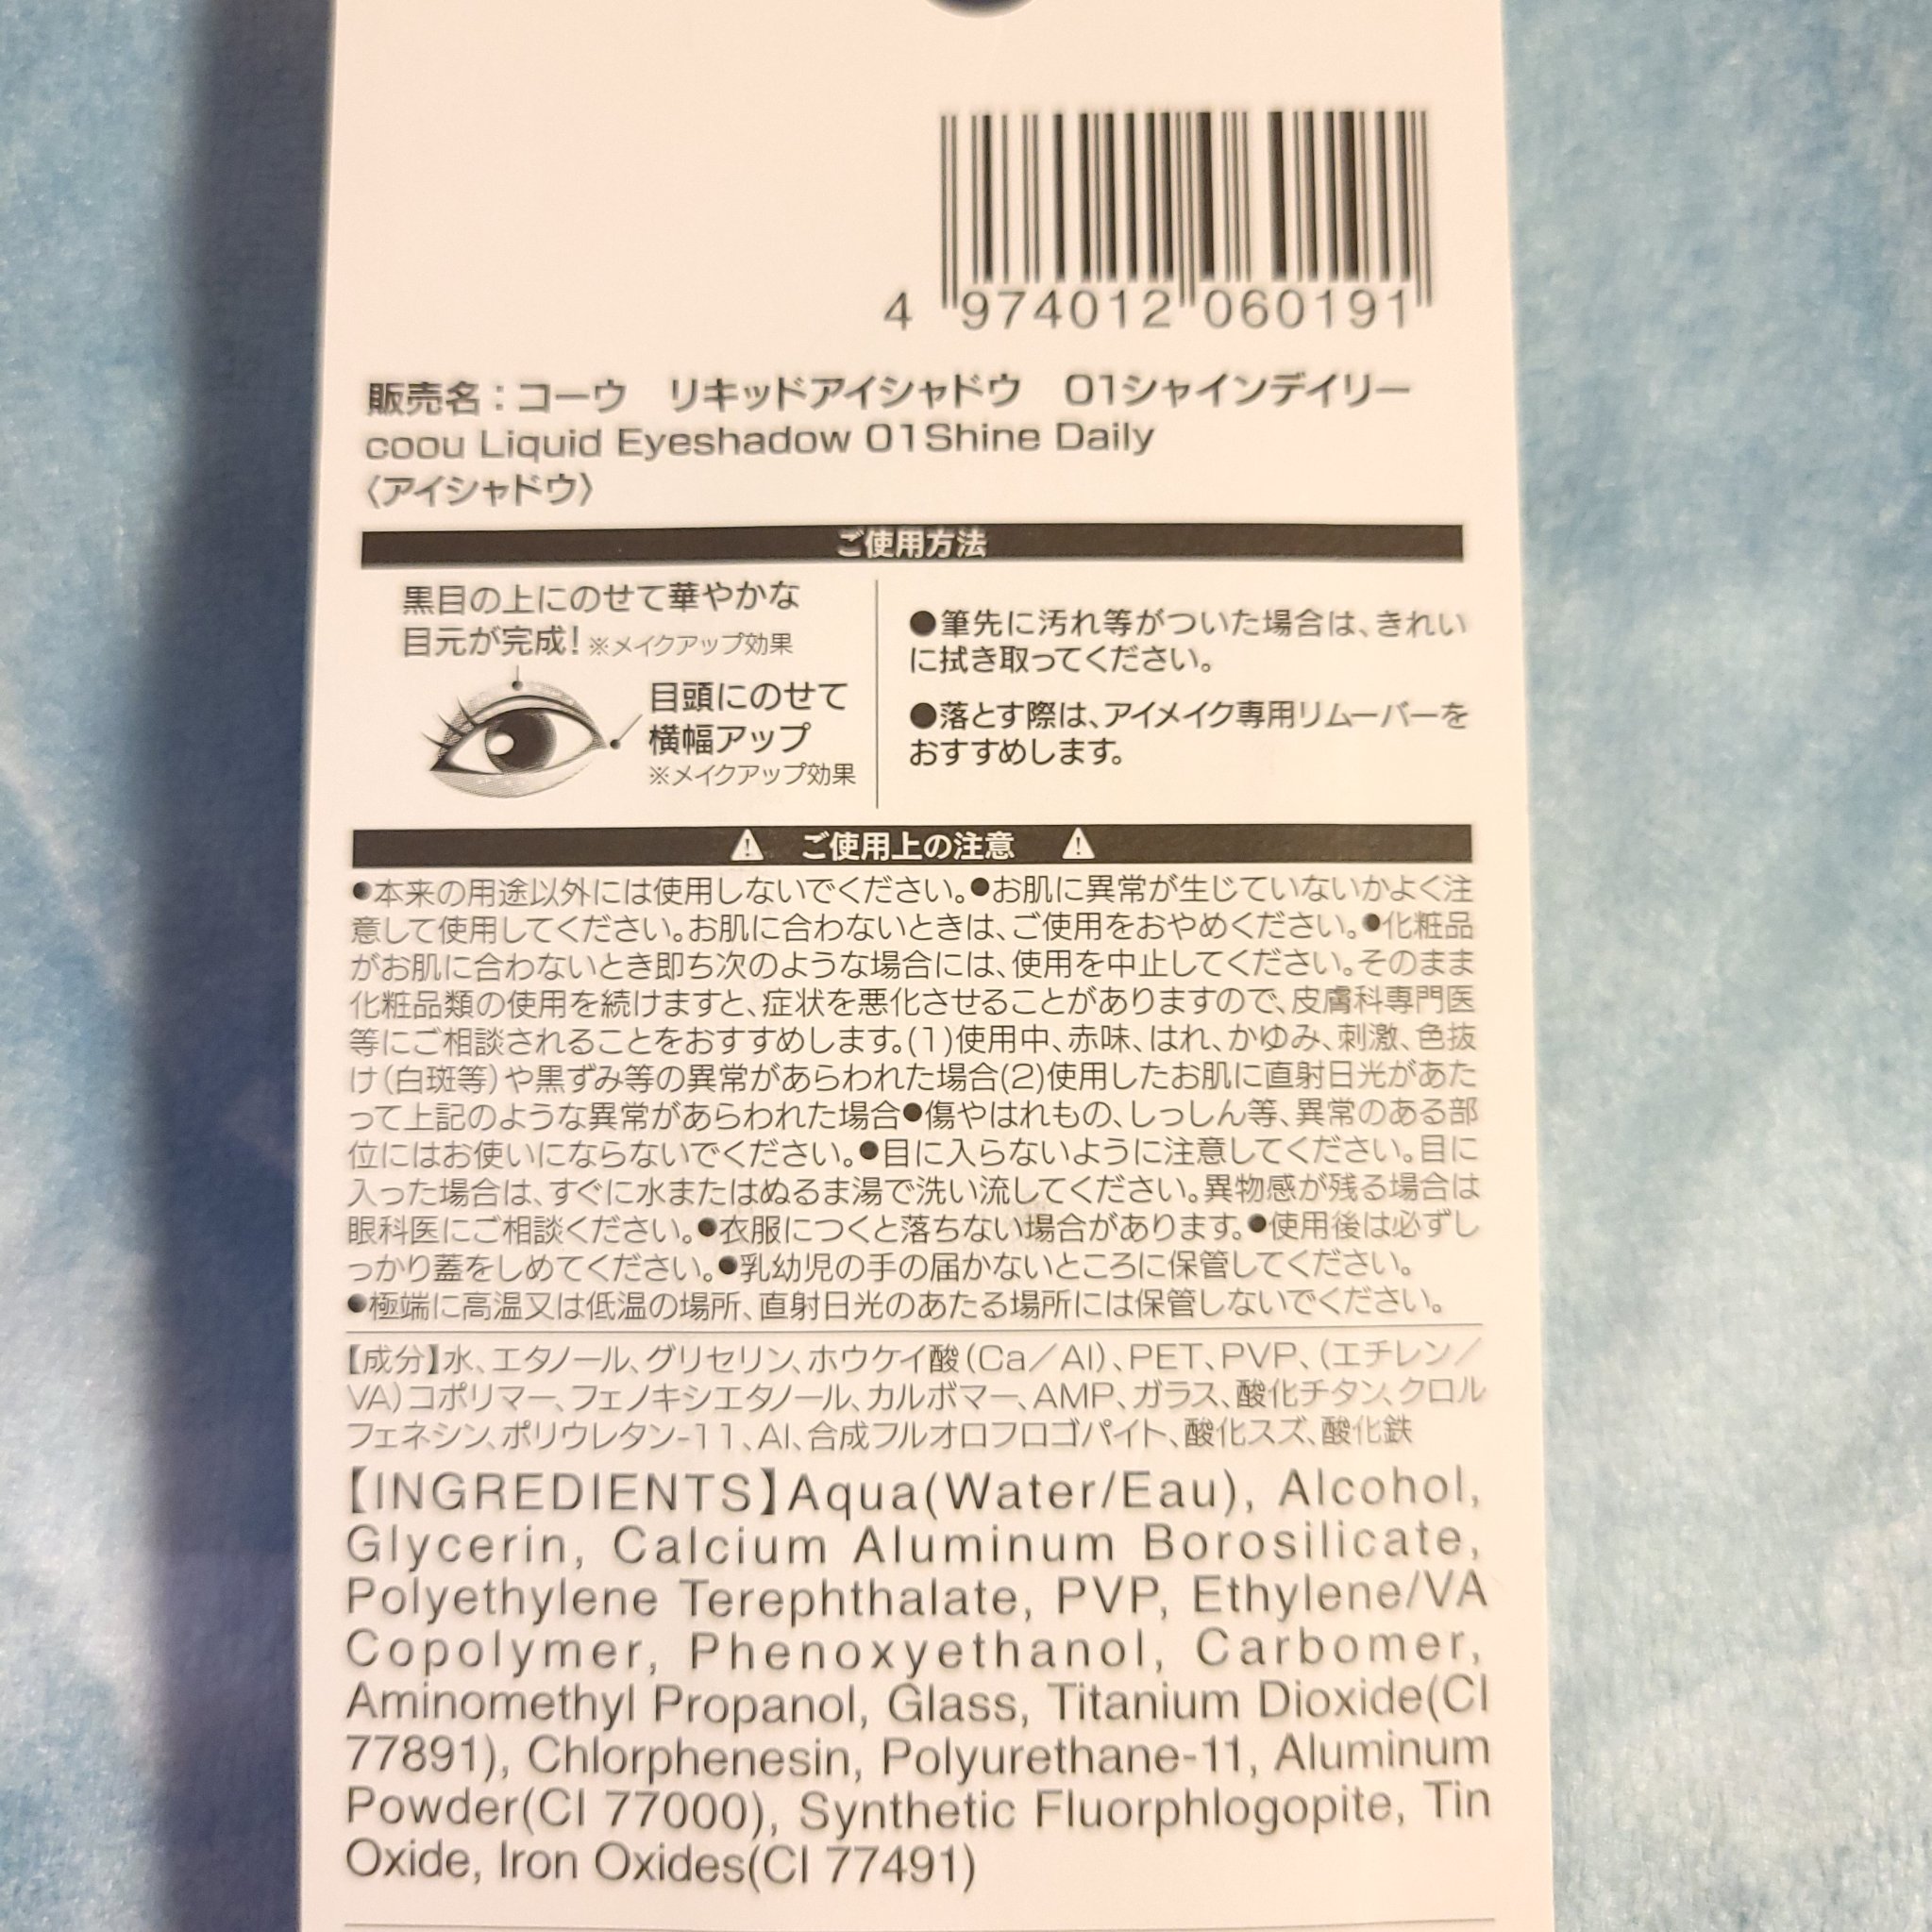 4 974012 060191
販売名：コーウ　リキッドアイシャドウ　01シャインデイリー
coou Liquid Eyeshadow 01Shine Daily
〈アイシャドウ〉
ご使用方法
黒目の上にのせて華やかな
目元が完成！※メイクアップ効果
目頭にのせて
横幅アップ
※メイクアップ効果
●筆先に汚れ等がついた場合は、きれい
に拭き取ってください。
●落とす際は、アイメイク専用リムーバーを
おすすめします。
⚠ ご使用上の注意 ⚠
●本来の用途以外には使用しないでください。●お肌に異常が生じていないかよく注
意して使用してください。お肌に合わないときは、ご使用をおやめください。●化粧品
がお肌に合わないとき即ち次のような場合には、使用を中止してください。そのまま
化粧品類の使用を続けますと、症状を悪化させることがありますので、皮膚科専門医
等にご相談されることをおすすめします。(1)使用中、赤味、はれ、かゆみ、刺激、色抜
け（白斑等）や黒ずみ等の異常があらわれた場合(2)使用したお肌に直射日光があた
って上記のような異常があらわれた場合●傷やはれもの、しっしん等、異常のある部
位にはお使いにならないでください。●目に入らないように注意してください。目に
入った場合は、すぐに水またはぬるま湯で洗い流してください。異物感が残る場合は
眼科医にご相談ください。●衣服につくと落ちない場合があります。●使用後は必ずし
っかり蓋をしめてください。●乳幼児の手の届かないところに保管してください。
●極端に高温又は低温の場所、直射日光のあたる場所には保管しないでください。
【成分】水、エタノール、グリセリン、ホウケイ酸（Ca／Al）、PET、PVP、（エチレン／
VA）コポリマー、フェノキシエタノール、カルボマー、AMP、ガラス、酸化チタン、クロル
フェネシン、ポリウレタン-11、Al、合成フルオロフロゴパイト、酸化スズ、酸化鉄
【INGREDIENTS】Aqua(Water/Eau), Alcohol,
Glycerin, Calcium Aluminum Borosilicate,
Polyethylene Terephthalate, PVP, Ethylene/VA
Copolymer, Phenoxyethanol, Carbomer,
Aminomethyl Propanol, Glass, Titanium Dioxide(CI
77891), Chlorphenesin, Polyurethane-11, Aluminum
Powder(CI 77000), Synthetic Fluorphlogopite, Tin
Oxide, Iron Oxides(CI 77491)